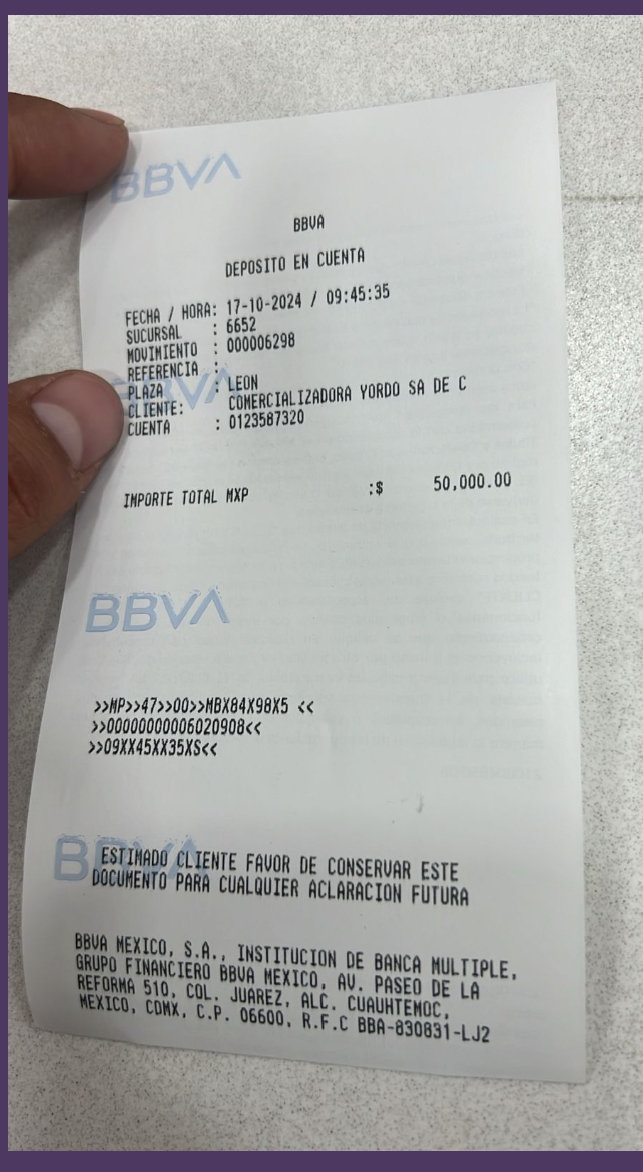 BBVA
BBVA
DEPOSITO EN CUENTA
FECHA / HORA: 17-10-2024 / 09:45:35
SUCURSAL : 6652
MOVIMIENTO : 000006298
REFERENCIA :
PLAZA : LEON
CLIENTE: COMERCIALIZADORA YORDO SA DE C
CUENTA : 0123587320
BBVA
IMPORTE TOTAL MXP :$ 50,000.00
BBVA
>>MP>>47>>00>>MBX84X98X5 <<
>>00000000006020908<<
>>09XX45XX35XS<<
BBVA
ESTIMADO CLIENTE FAVOR DE CONSERVAR ESTE
DOCUMENTO PARA CUALQUIER ACLARACION FUTURA
BBVA MEXICO, S.A., INSTITUCION DE BANCA MULTIPLE,
GRUPO FINANCIERO BBVA MEXICO, AV. PASEO DE LA
REFORMA 510, COL. JUAREZ, ALC. CUAUHTEMOC,
MEXICO, CDMX, C.P. 06600, R.F.C BBA-830831-LJ2